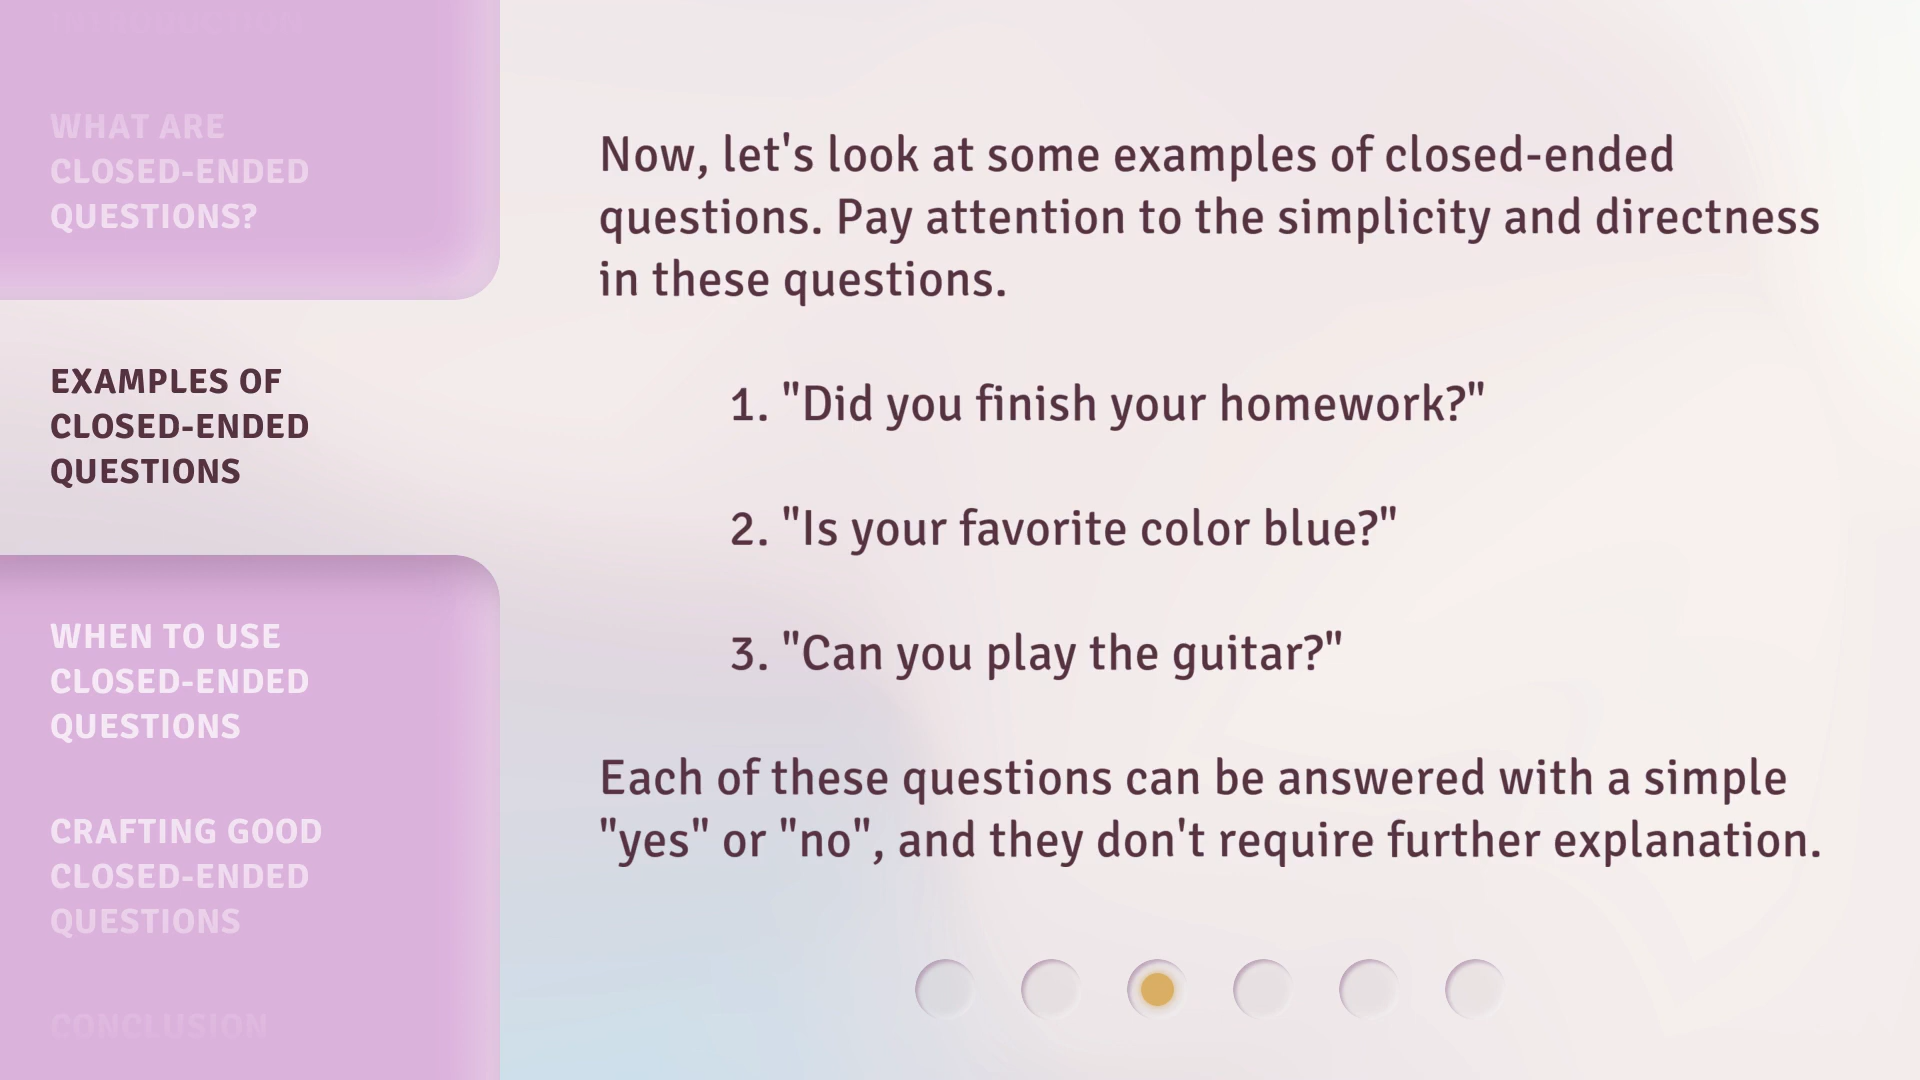 WHAT ARE
CLOSED-ENDED
QUESTIONS?
EXAMPLES OF
CLOSED-ENDED
QUESTIONS
WHEN TO USE
CLOSED-ENDED
QUESTIONS
CRAFTING GOOD
CLOSED-ENDED
QUESTIONS
CONCLUSION
Now, let's look at some examples of closed-ended
questions. Pay attention to the simplicity and directness
in these questions.
1. "Did you finish your homework?"
2. "Is your favorite color blue?"
3. "Can you play the guitar?"
Each of these questions can be answered with a simple
"yes" or "no", and they don't require further explanation.